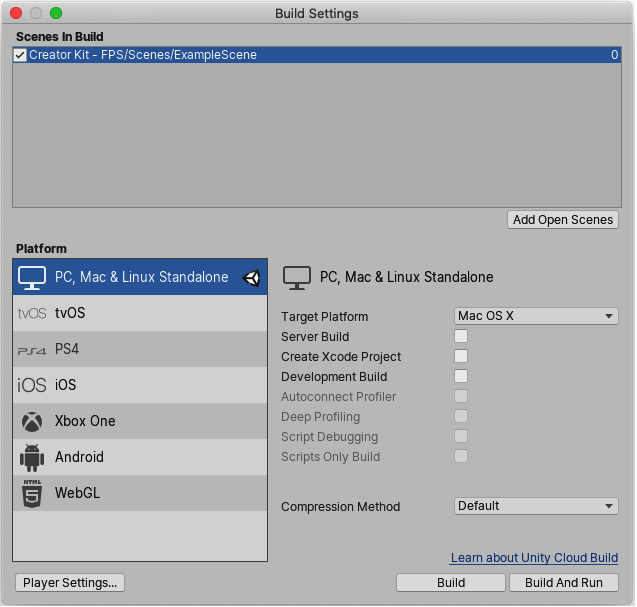 Build Settings
Scenes In Build
Creator Kit - FPS/Scenes/ExampleScene 0
Add Open Scenes
Platform
PC, Mac & Linux Standalone
tvOS tvOS
PS4 PS4
iOS iOS
Xbox One
Android
HTML 5 WebGL
PC, Mac & Linux Standalone
Target Platform Mac OS X
Server Build
Create Xcode Project
Development Build
Autoconnect Profiler
Deep Profiling
Script Debugging
Scripts Only Build
Compression Method Default
Learn about Unity Cloud Build
Player Settings... Build Build And Run